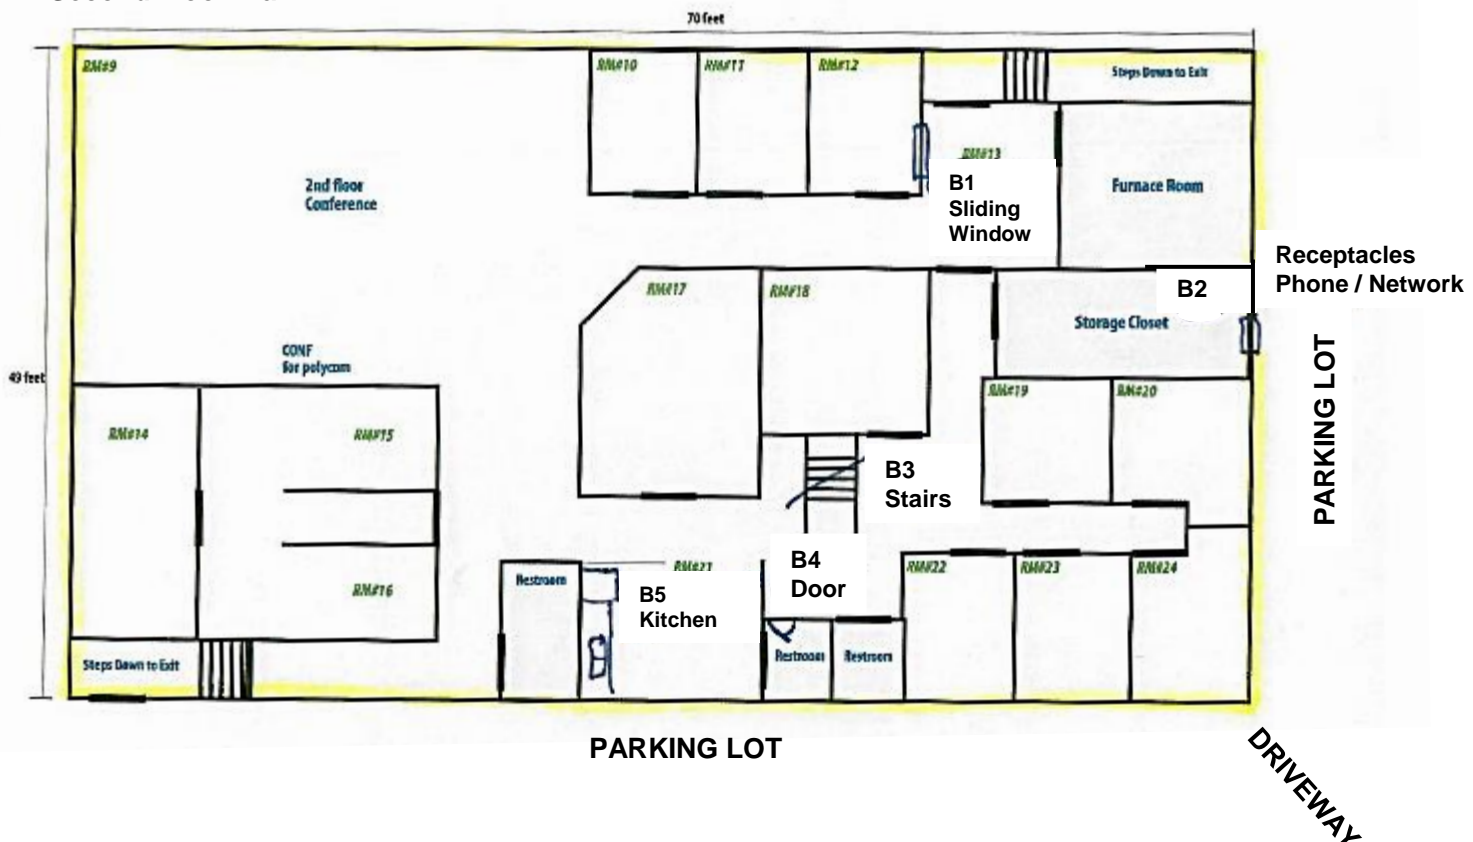 70 feet
RM#9
RM#10
RM#11
RM#12
Steps Down to Exit
RM#13
2nd floor
Conference
B1
Sliding
Window
Furnace Room
Receptacles
Phone / Network
B2
RM#17
RM#18
Storage Closet
CONF
for polycom
49 feet
PARKING LOT
RM#19
RM#20
RM#14
RM#15
B3
Stairs
B4
Door
RM#21
RM#22
RM#23
RM#24
Restroom
B5
Kitchen
RM#16
Restroom
Restroom
Steps Down to Exit
PARKING LOT
DRIVEWAY